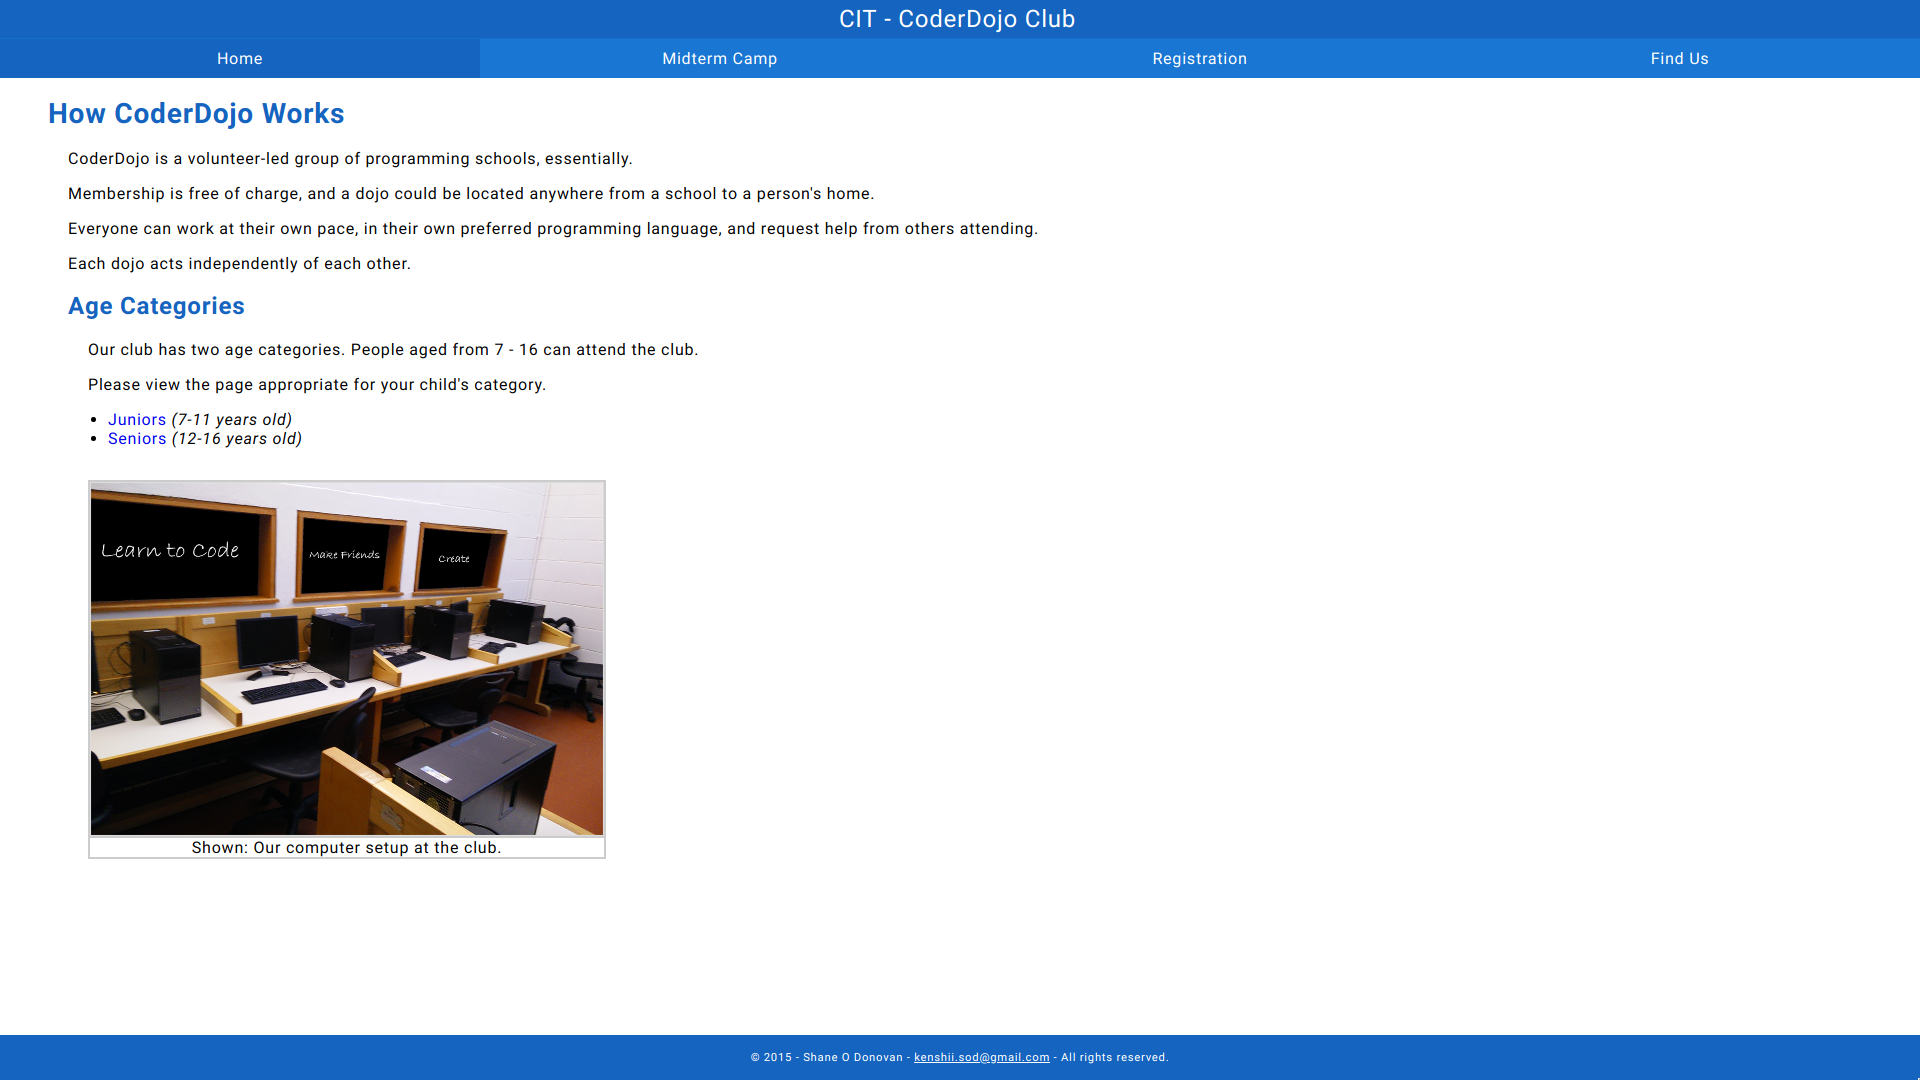 CIT - CoderDojo Club
Home
Midterm Camp
Registration
Find Us
How CoderDojo Works
CoderDojo is a volunteer-led group of programming schools, essentially.
Membership is free of charge, and a dojo could be located anywhere from a school to a person's home.
Everyone can work at their own pace, in their own preferred programming language, and request help from others attending.
Each dojo acts independently of each other.
Age Categories
Our club has two age categories. People aged from 7 - 16 can attend the club.
Please view the page appropriate for your child's category.
• Juniors (7-11 years old)
• Seniors (12-16 years old)
Learn to Code
Make Friends
Create
Shown: Our computer setup at the club.
© 2015 - Shane O Donovan - kenshii.sod@gmail.com - All rights reserved.